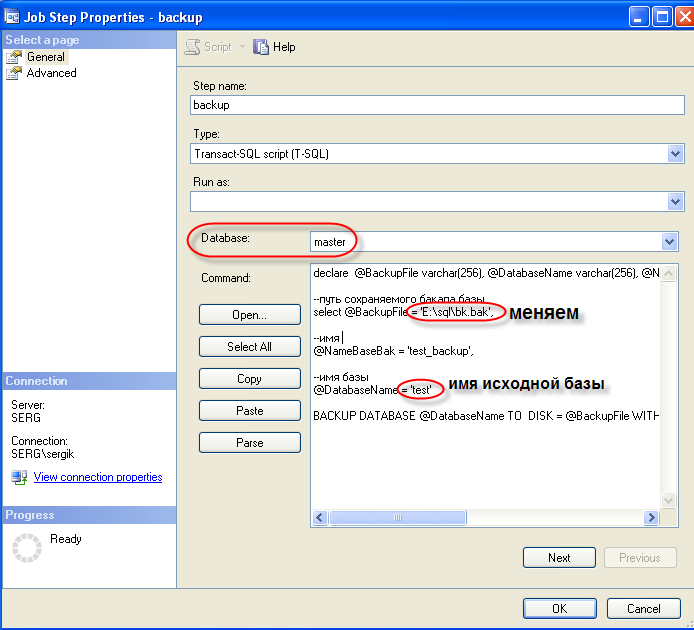 Job Step Properties - backup
Select a page
General
Advanced
Script
Help
Step name:
backup
Type:
Transact-SQL script (T-SQL)
Run as:
Database:
master
Command:
Open...
Select All
Copy
Paste
Parse
declare @BackupFile varchar(256), @DatabaseName varchar(256), @N
--путь сохраняемого бакапа базы
select @BackupFile = 'E:\sql\bk.bak',
меняем
--имя
@NameBaseBak = 'test_backup',
--имя базы
@DatabaseName = 'test'
имя исходной базы
BACKUP DATABASE @DatabaseName TO DISK = @BackupFile WITH
Connection
Server:
SERG
Connection:
SERG\sergik
View connection properties
Progress
Ready
Next
Previous
OK
Cancel